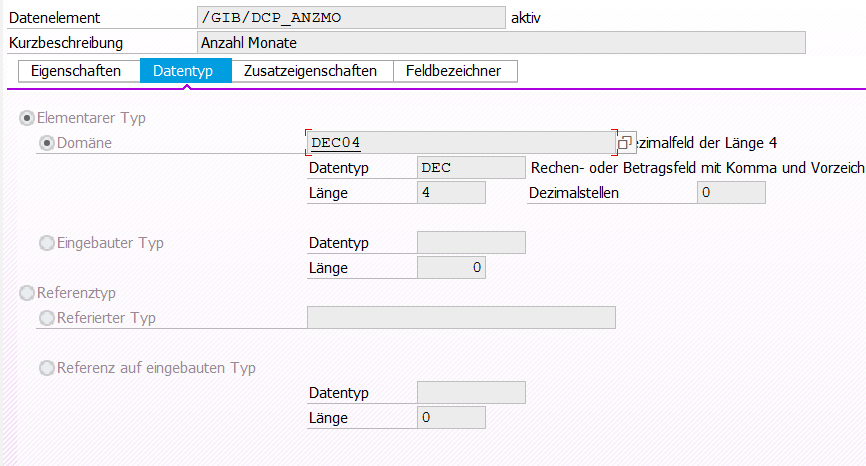 Datenelement /GIB/DCP_ANZMO aktiv
Kurzbeschreibung Anzahl Monate
Eigenschaften Datentyp Zusatzeigenschaften Feldbezeichner
Elementarer Typ
Domäne DEC04 ezimalfeld der Länge 4
Datentyp DEC Rechen- oder Betragsfeld mit Komma und Vorzeich
Länge 4 Dezimalstellen 0
Eingebauter Typ Datentyp
Länge 0
Referenztyp
Referierter Typ
Referenz auf eingebauten Typ
Datentyp
Länge 0